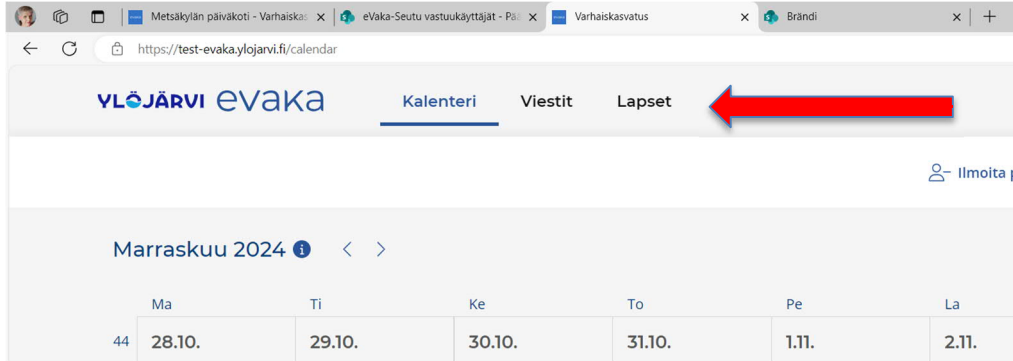 Metsäkylän päiväkoti - Varhaiskas
eVaka-Seutu vastuukäyttäjät - Pää
Varhaiskasvatus
Brändi
https://test-evaka.ylojarvi.fi/calendar
YLÖJÄRVI evaka Kalenteri Viestit Lapset
Ilmoita p
Marraskuu 2024
Ma Ti Ke To Pe La
44 28.10. 29.10. 30.10. 31.10. 1.11. 2.11.